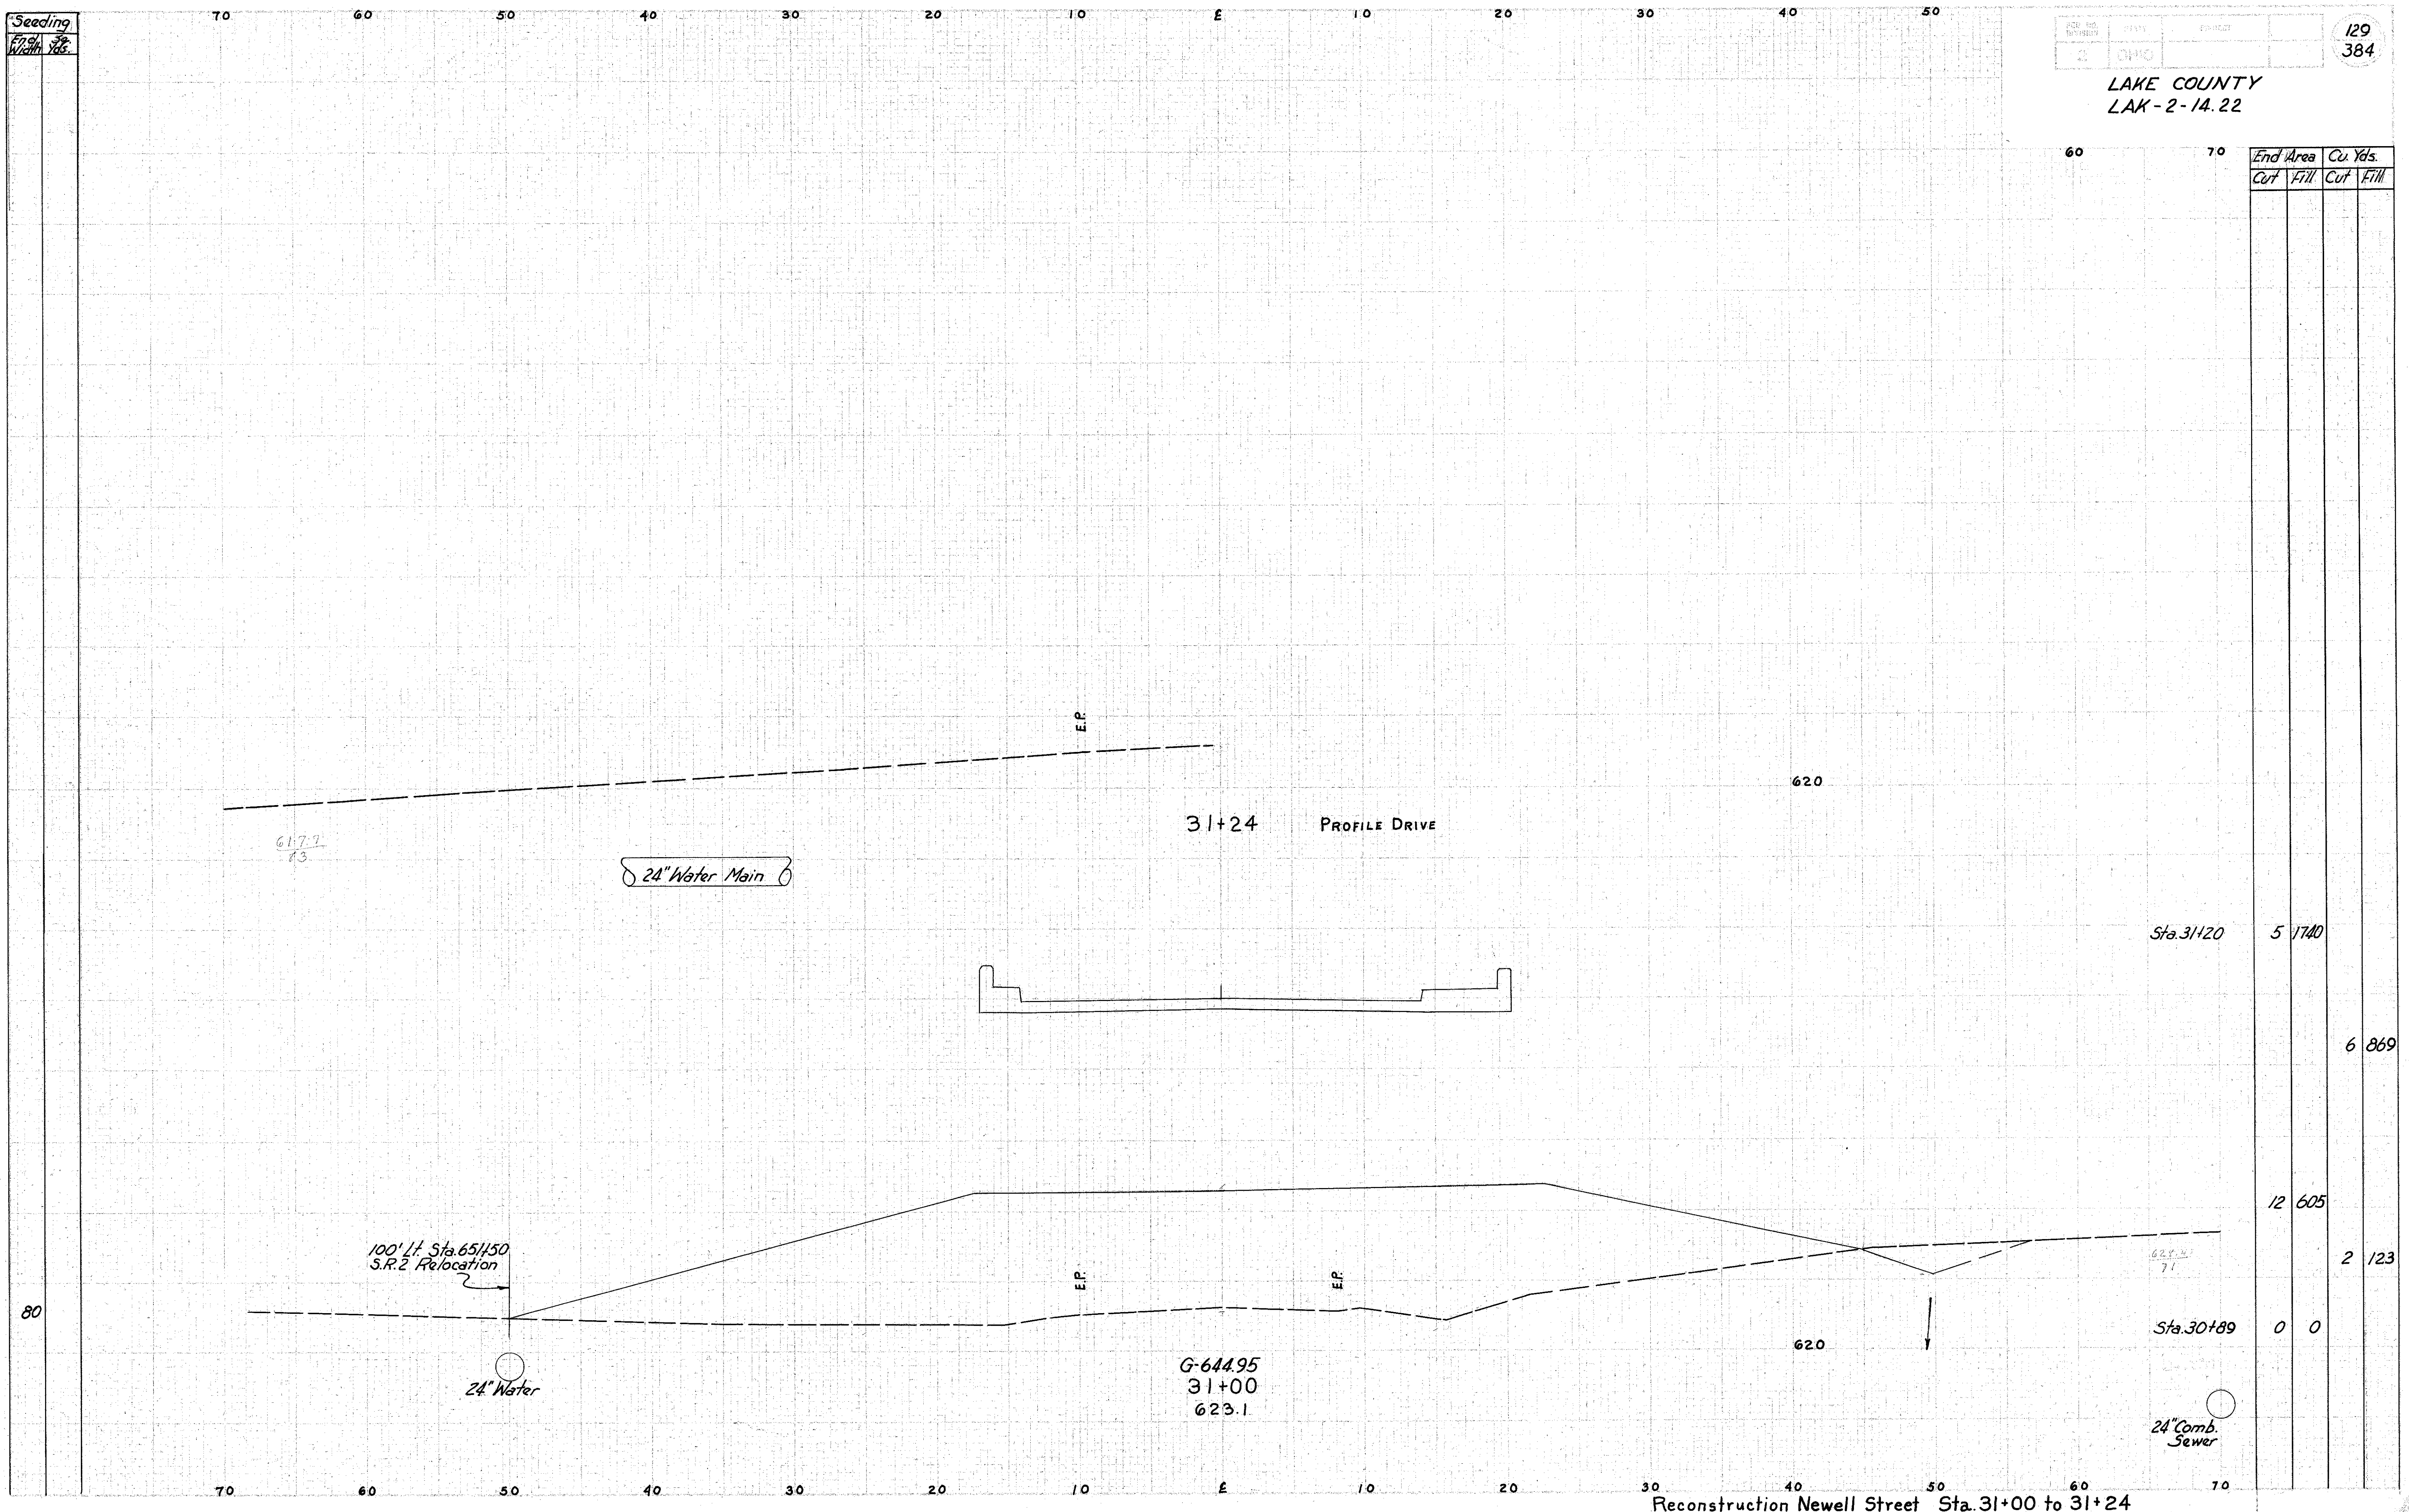 70 60 50 40 30 20 10 ℄ 10 20 30 40 50
Seeding
End Width Sq. Yds.
OHIO
2
129
384
LAKE COUNTY
LAK-2-14.22
60 70
End Area Cu. Yds.
Cut Fill Cut Fill
E.P.
620
31+24 PROFILE DRIVE
617.7
24" Water Main
Sta.31+20 5 1740
6 869
12 605
100' Lt. Sta.651+50
S.R.2 Relocation
E.P.
E.P.
2 123
80
Sta.30+89 0 0
620
G-644.95
31+00
623.1
24" Water
24" Comb.
Sewer
70 60 50 40 30 20 10 ℄ 10 20 30 40 50 60 70
Reconstruction Newell Street Sta.31+00 to 31+24